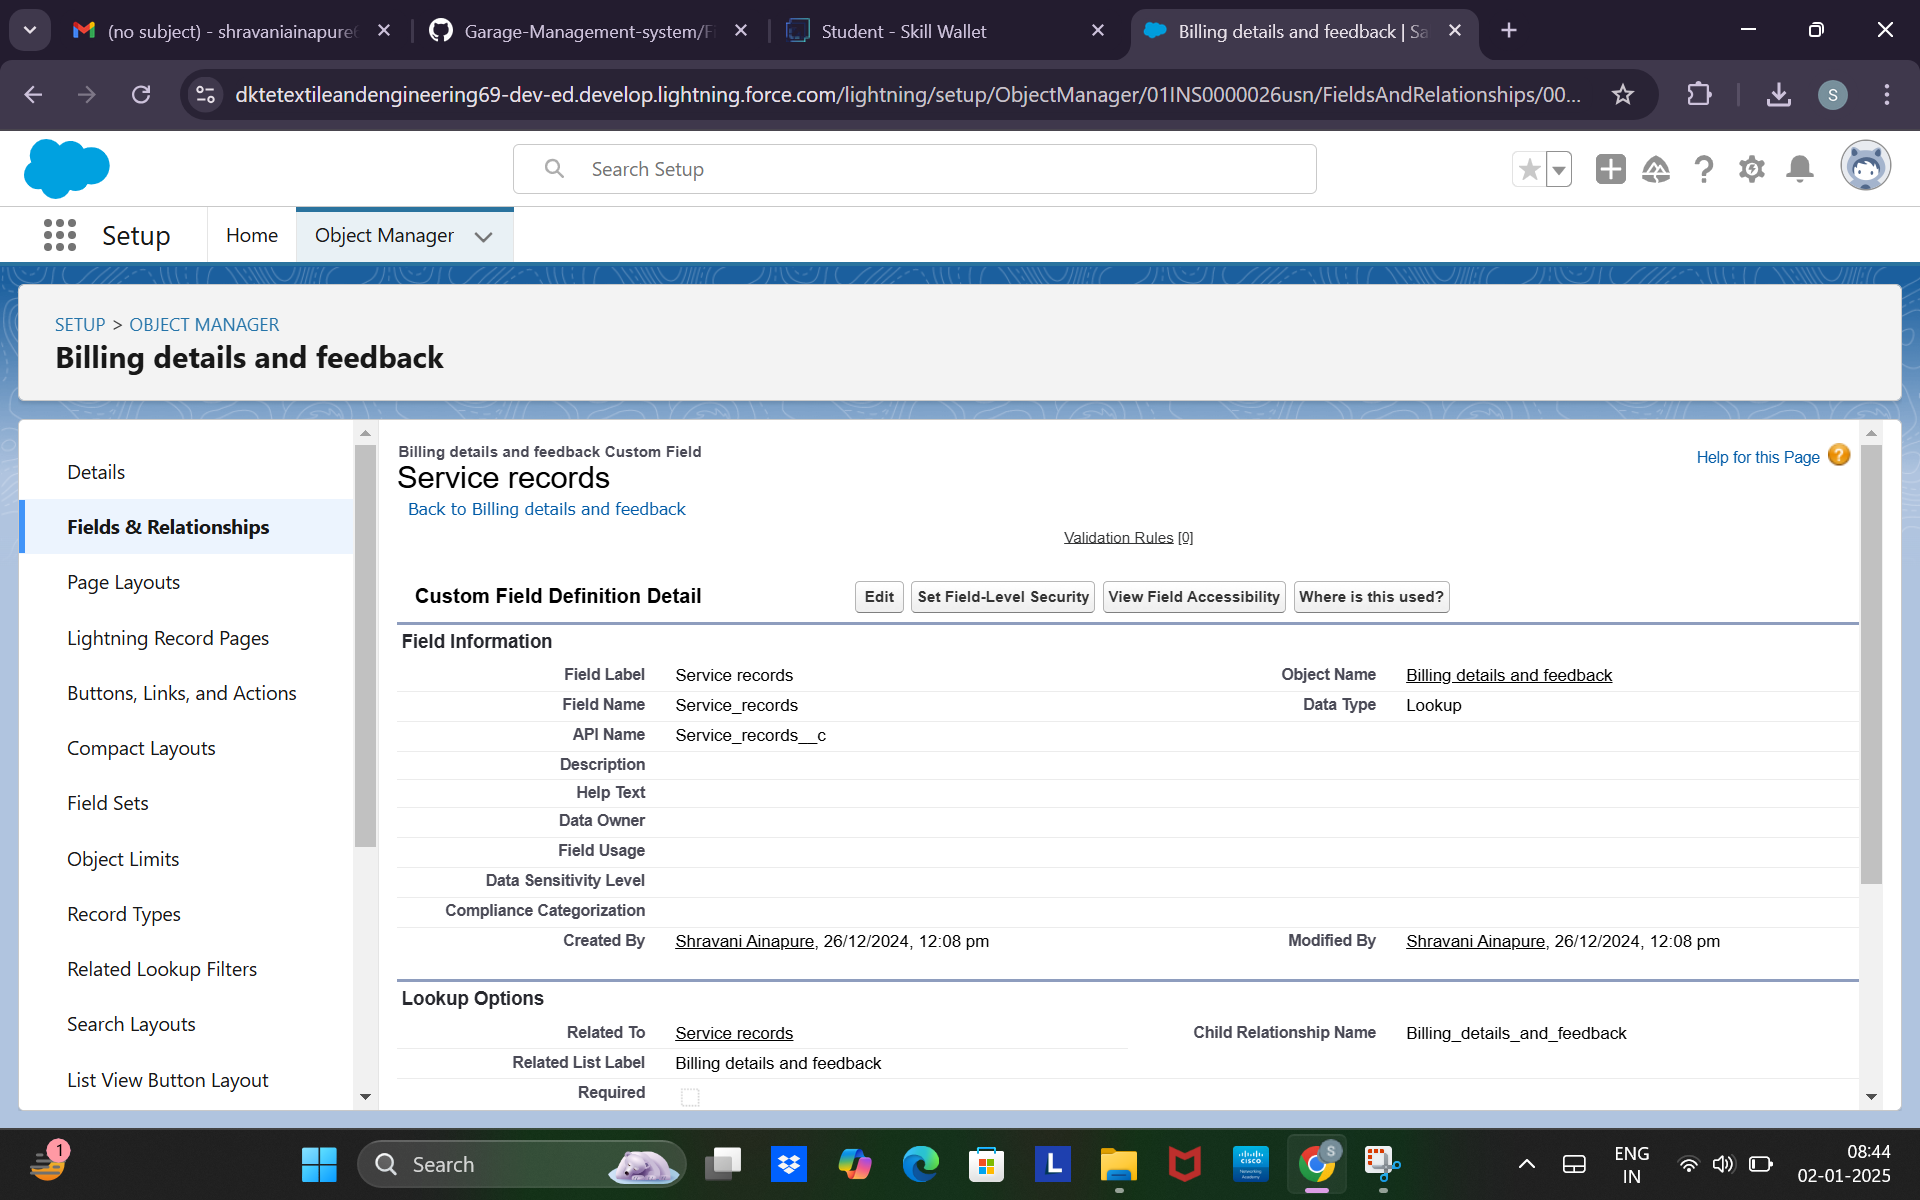 (no subject) - shravaniainapure
Garage-Management-system/Fi
Student - Skill Wallet
Billing details and feedback | Sa
dktetextileandengineering69-dev-ed.develop.lightning.force.com/lightning/setup/ObjectManager/01INS0000026usn/FieldsAndRelationships/00...
S
Search Setup
Setup
Home
Object Manager
SETUP > OBJECT MANAGER
Billing details and feedback
Details
Fields & Relationships
Page Layouts
Lightning Record Pages
Buttons, Links, and Actions
Compact Layouts
Field Sets
Object Limits
Record Types
Related Lookup Filters
Search Layouts
List View Button Layout
Billing details and feedback Custom Field
Service records
Back to Billing details and feedback
Help for this Page ?
Validation Rules [0]
Custom Field Definition Detail
Edit
Set Field-Level Security
View Field Accessibility
Where is this used?
Field Information
Field Label Service records
Object Name Billing details and feedback
Field Name Service_records
Data Type Lookup
API Name Service_records__c
Description
Help Text
Data Owner
Field Usage
Data Sensitivity Level
Compliance Categorization
Created By Shravani Ainapure, 26/12/2024, 12:08 pm
Modified By Shravani Ainapure, 26/12/2024, 12:08 pm
Lookup Options
Related To Service records
Child Relationship Name Billing_details_and_feedback
Related List Label Billing details and feedback
Required
1
Search
L
CISCO
S
ENG
IN
08:44
02-01-2025